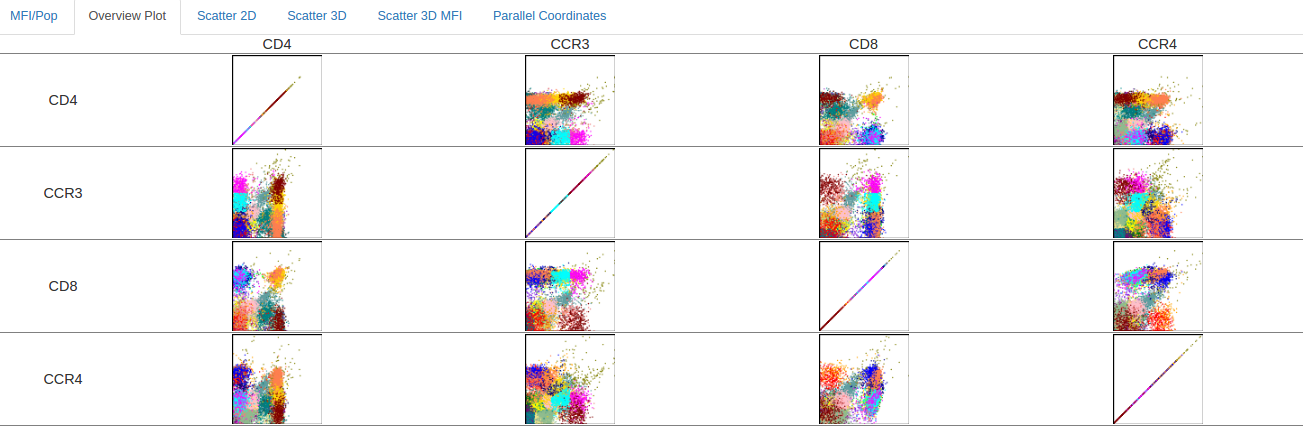 MFI/Pop Overview Plot Scatter 2D Scatter 3D Scatter 3D MFI Parallel Coordinates
CD4 CCR3 CD8 CCR4
CD4
CCR3
CD8
CCR4